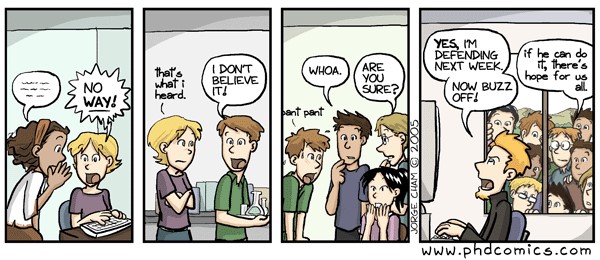 NO
WAY!
that's
what i
heard.
I DON'T
BELIEVE
IT!
WHOA.
ARE
YOU
SURE?
pant pant
JORGE CHAM © 2005
YES, I'M
DEFENDING
NEXT WEEK.
NOW BUZZ
OFF!
if he can do
it, there's
hope for us
all.
www.phdcomics.com